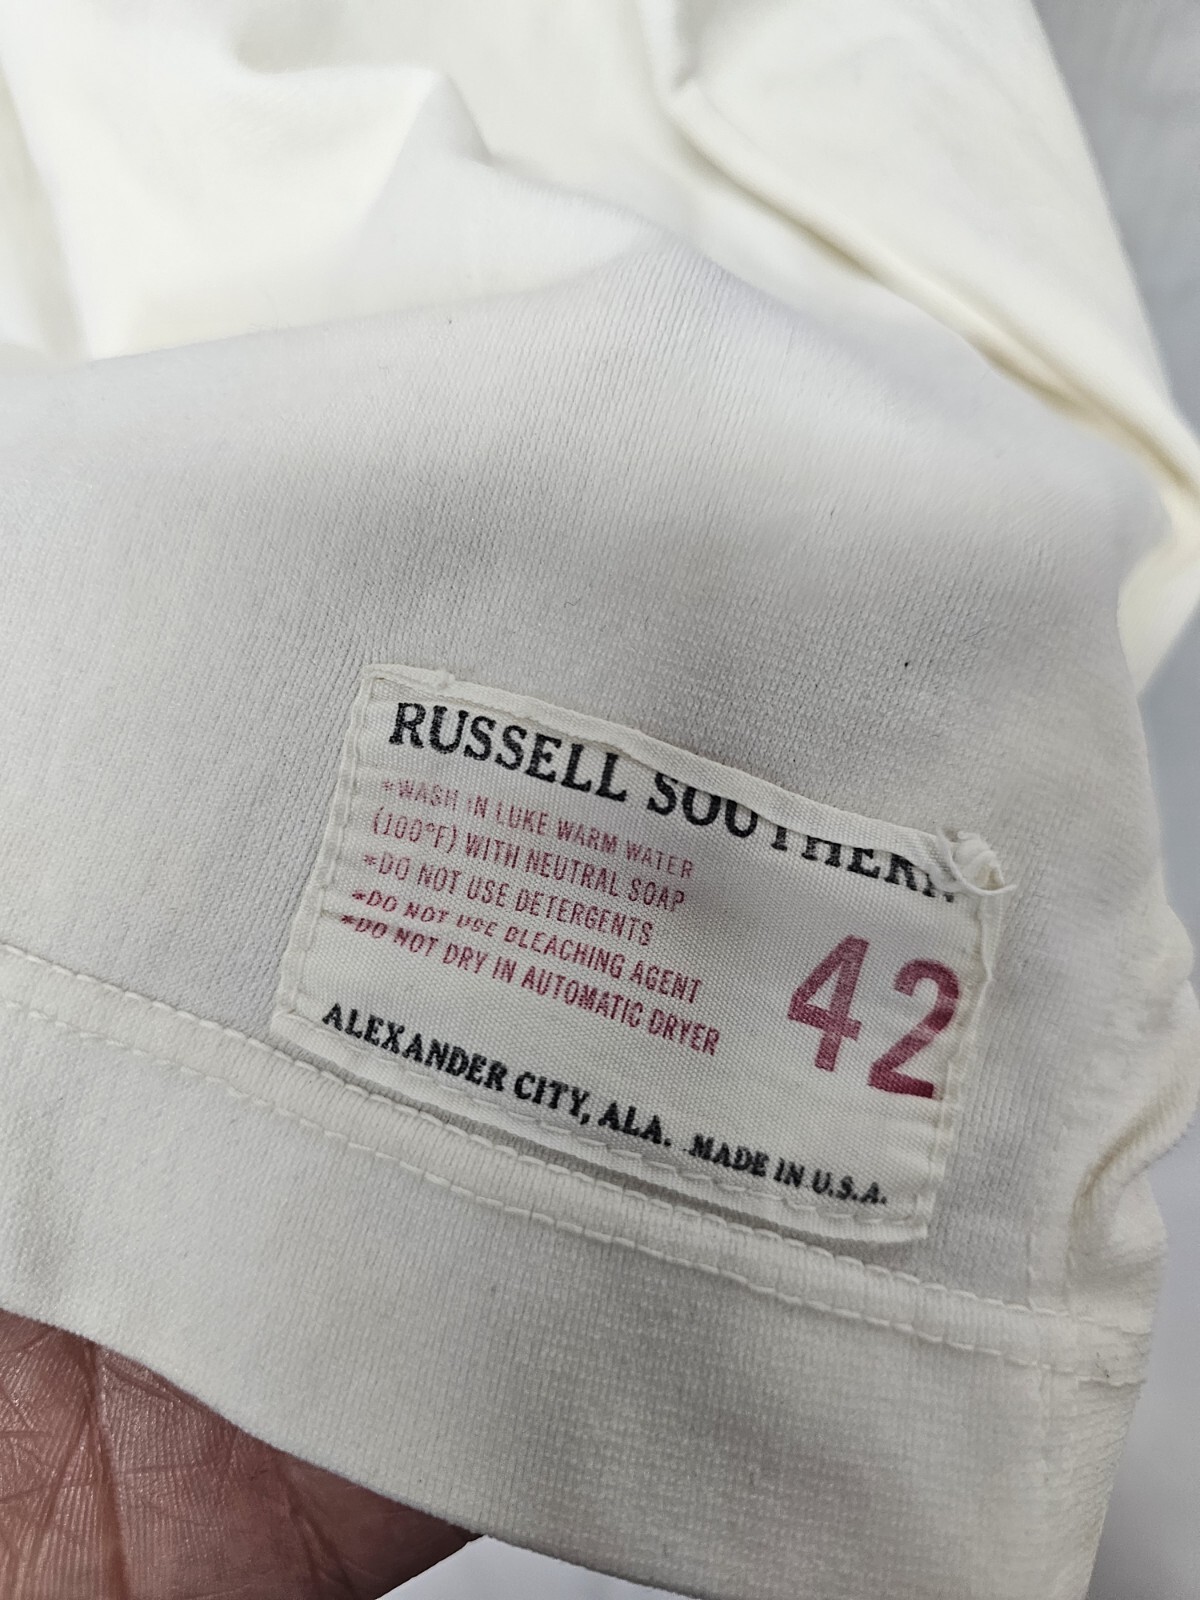 RUSSELL SOUTHERN
*WASH IN LUKE WARM WATER
(100°F) WITH NEUTRAL SOAP
*DO NOT USE DETERGENTS
*DO NOT USE BLEACHING AGENT
*DO NOT DRY IN AUTOMATIC DRYER
42
ALEXANDER CITY, ALA. MADE IN U.S.A.